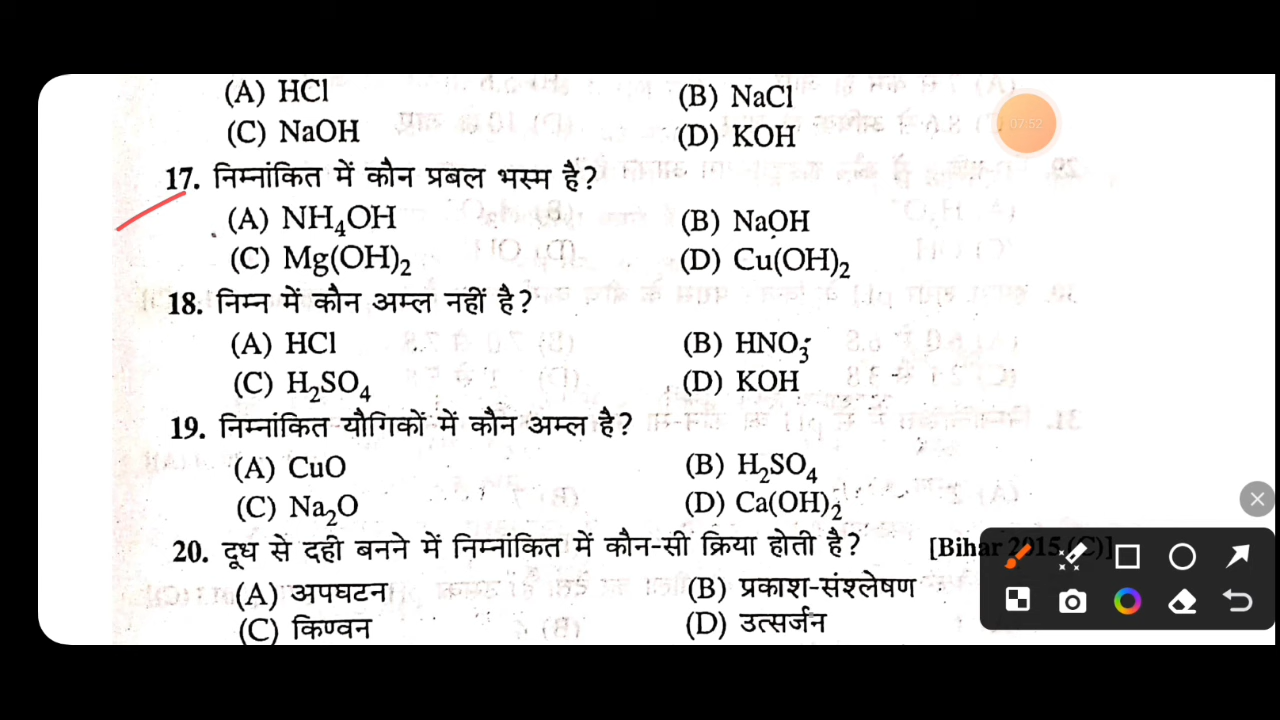 (A) HCl (B) NaCl
(C) NaOH (D) KOH
07:52
17. निम्नांकित में कौन प्रबल भस्म है?
(A) NH₄OH (B) NaOH
(C) Mg(OH)₂ (D) Cu(OH)₂
18. निम्न में कौन अम्ल नहीं है?
(A) HCl (B) HNO₃
(C) H₂SO₄ (D) KOH
19. निम्नांकित यौगिकों में कौन अम्ल है?
(A) CuO (B) H₂SO₄
(C) Na₂O (D) Ca(OH)₂
20. दूध से दही बनने में निम्नांकित में कौन-सी क्रिया होती है? [Bihar 2015 (C)]
(A) अपघटन (B) प्रकाश-संश्लेषण
(C) किण्वन (D) उत्सर्जन